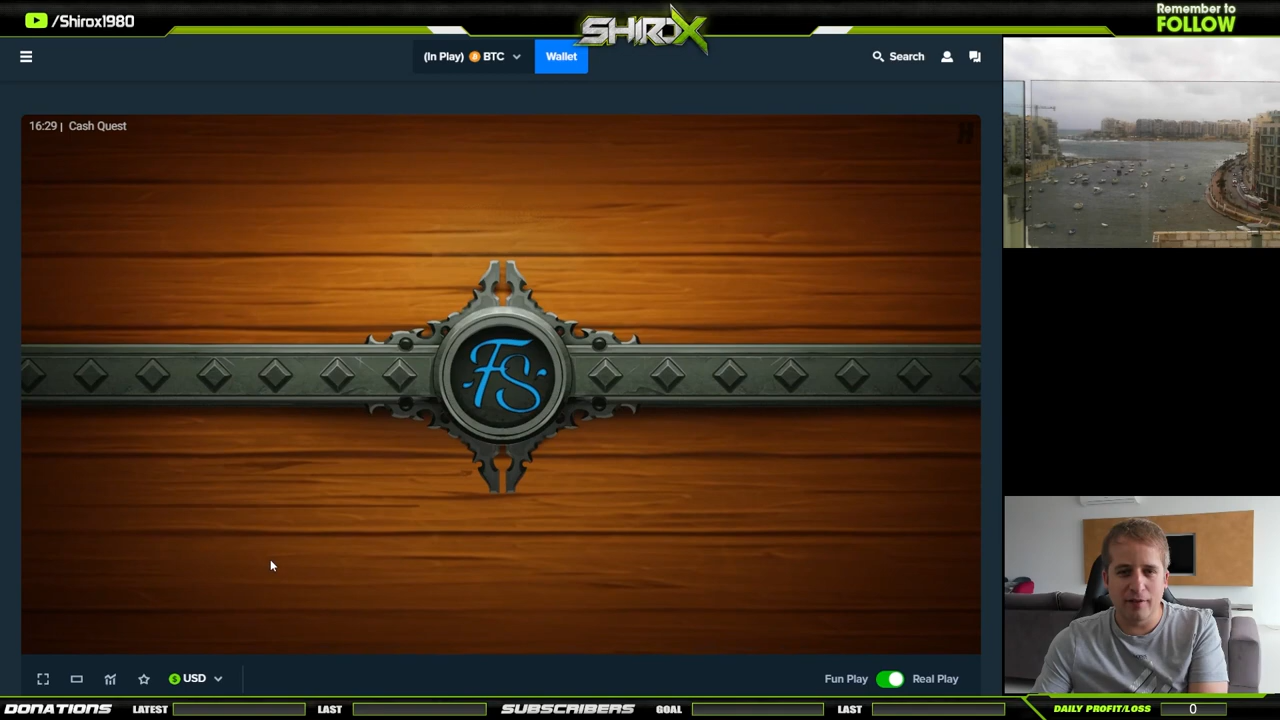 /Shirox1980
SHIROX
Remember to
FOLLOW
(In Play) BTC
Wallet
Search
16:29 | Cash Quest
FS
USD
Fun Play
Real Play
DONATIONS
LATEST
LAST
SUBSCRIBERS
GOAL
LAST
DAILY PROFIT/LOSS
0